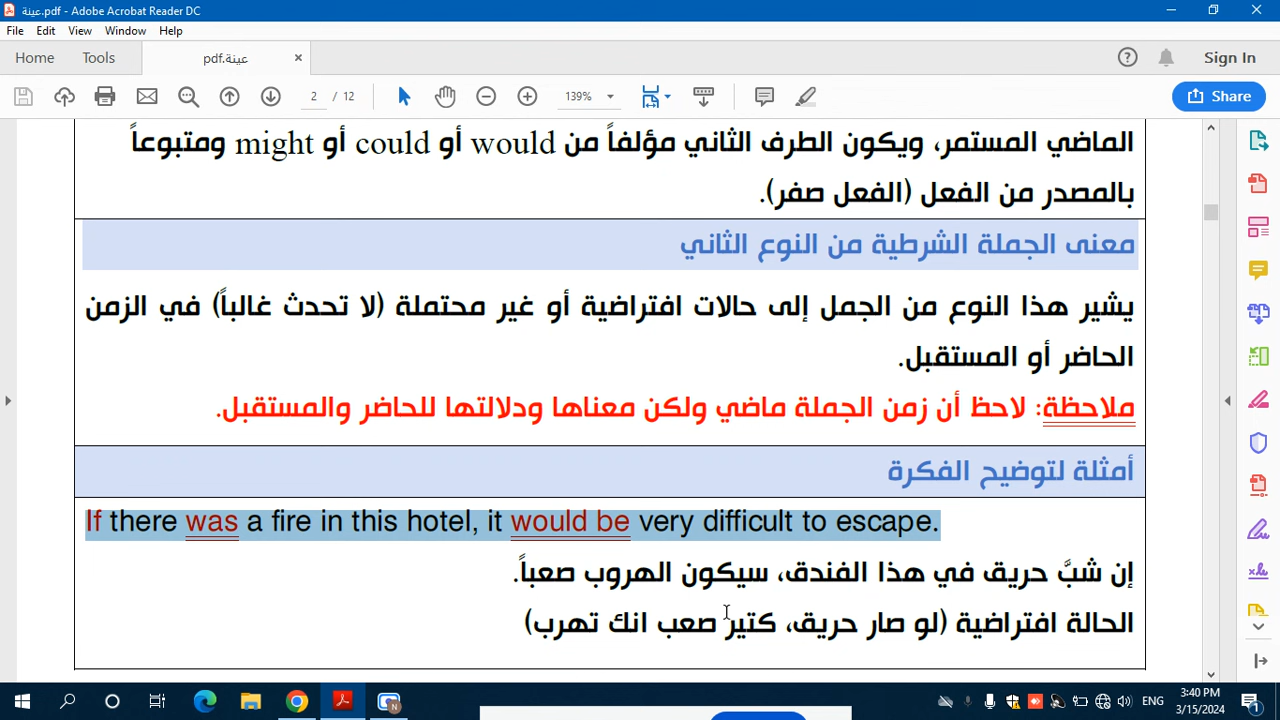 عينة.pdf - Adobe Acrobat Reader DC
File Edit View Window Help
Home Tools عينة.pdf Sign In
2 / 12 139% Share
الماضي المستمر، ويكون الطرف الثاني مؤلفاً من would أو could أو might ومتبوعاً
بالمصدر من الفعل (الفعل صفر).
معنى الجملة الشرطية من النوع الثاني
يشير هذا النوع من الجمل إلى حالات افتراضية أو غير محتملة (لا تحدث غالباً) في الزمن
الحاضر أو المستقبل.
ملاحظة: لاحظ أن زمن الجملة ماضي ولكن معناها ودلالتها للحاضر والمستقبل.
أمثلة لتوضيح الفكرة
If there was a fire in this hotel, it would be very difficult to escape.
إن شبَّ حريق في هذا الفندق، سيكون الهروب صعباً.
الحالة افتراضية (لو صار حريق، كتير صعب انك تهرب)
ENG
3:40 PM
3/15/2024